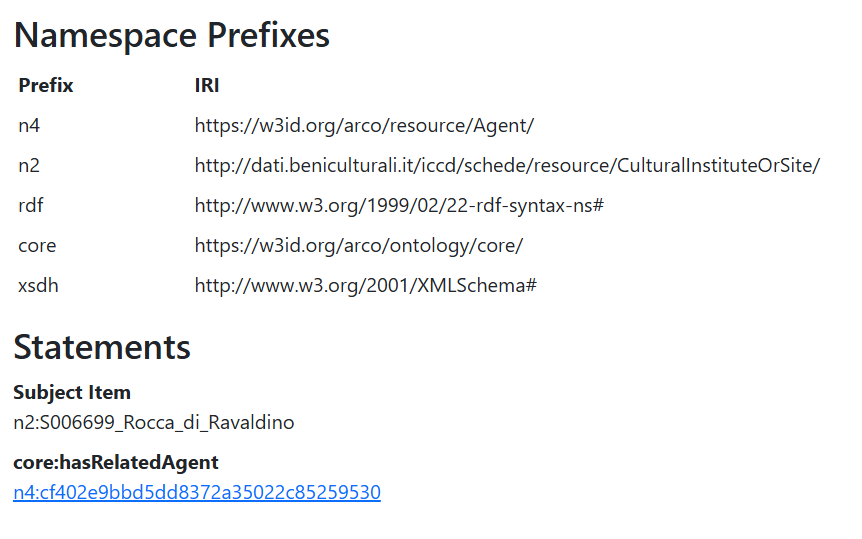 Namespace Prefixes
Prefix IRI
n4 https://w3id.org/arco/resource/Agent/
n2 http://dati.beniculturali.it/iccd/schede/resource/CulturalInstituteOrSite/
rdf http://www.w3.org/1999/02/22-rdf-syntax-ns#
core https://w3id.org/arco/ontology/core/
xsdh http://www.w3.org/2001/XMLSchema#
Statements
Subject Item
n2:S006699_Rocca_di_Ravaldino
core:hasRelatedAgent
n4:cf402e9bbd5dd8372a35022c85259530